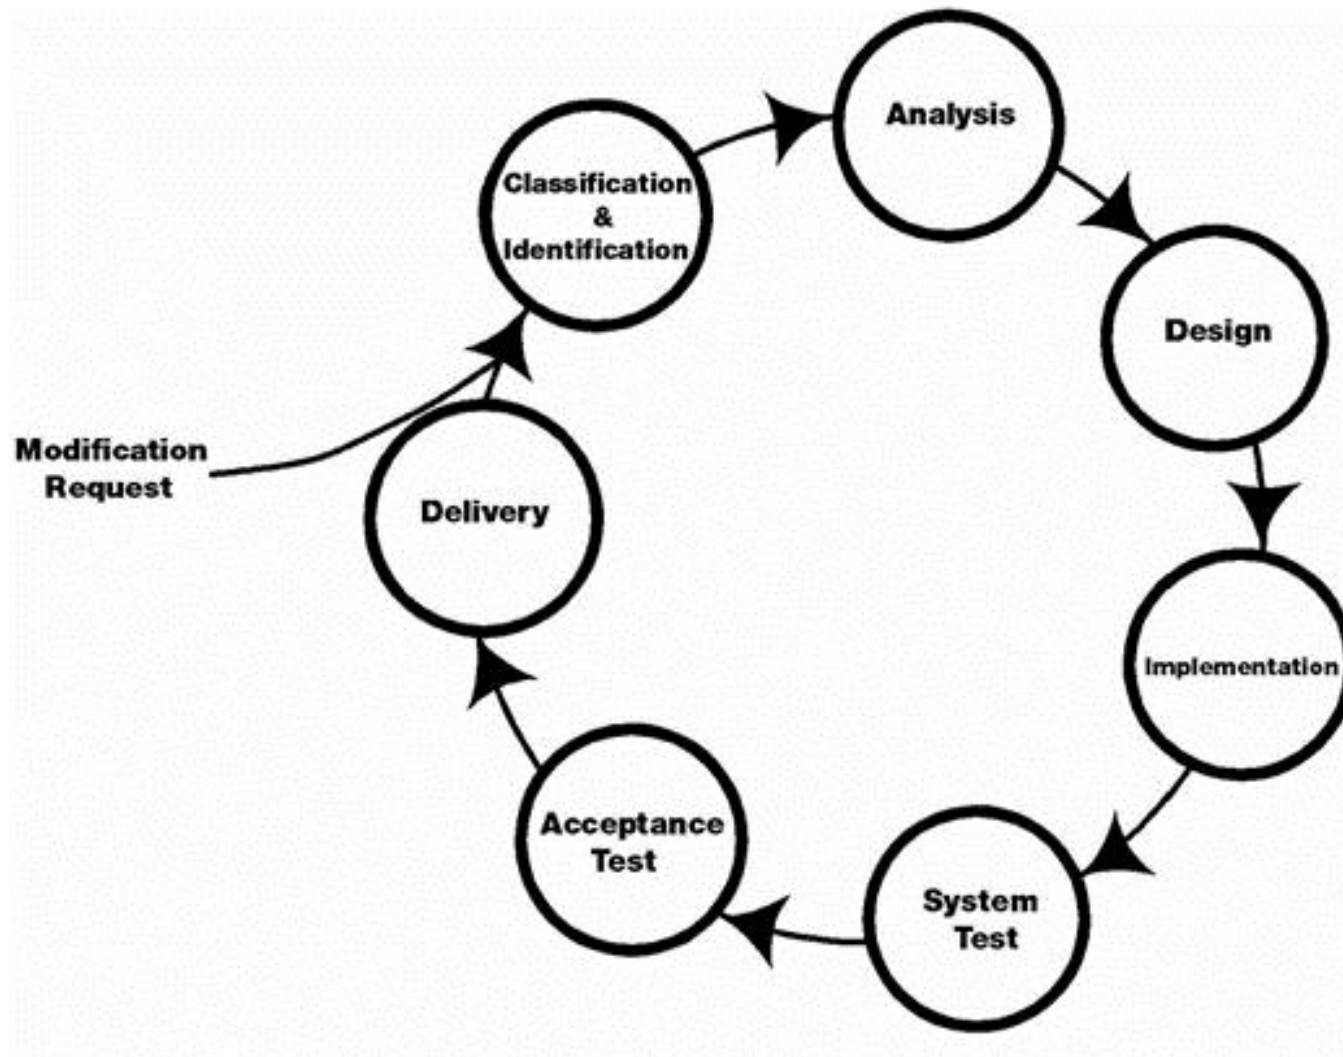 Analysis
Classification
&
Identification
Design
Modification
Request
Delivery
Implementation
Acceptance
Test
System
Test